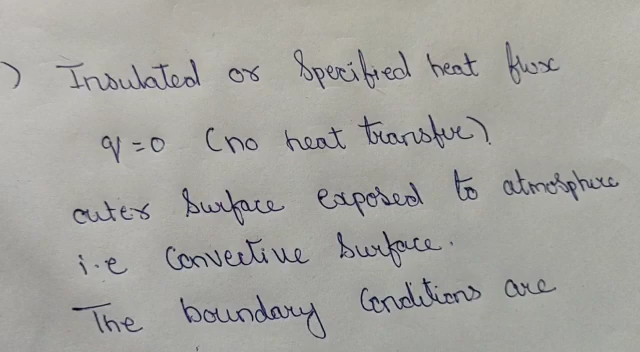 ) Insulated or Specified heat flux
q = 0 (no heat transfer)
outer surface exposed to atmosphere
i.e convective surface.
The boundary conditions are